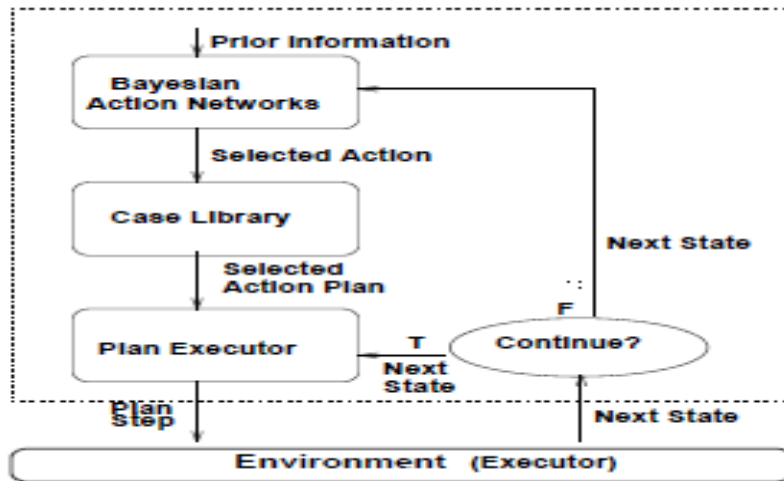 Prior Information
Bayesian
Action Networks
Selected Action
Case Library
Next State
Selected
Action Plan
F
T
Continue?
Plan Executor
Next
State
Plan
Step
Next State
Environment (Executor)